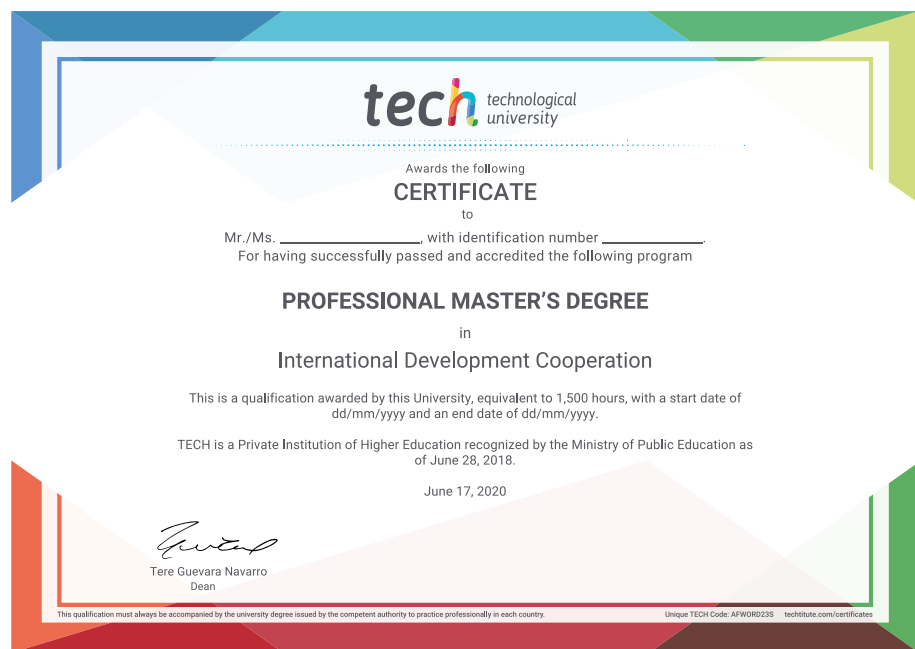 tech technological
university
Awards the following
CERTIFICATE
to
Mr./Ms. ____________________, with identification number ______________.
For having successfully passed and accredited the following program
PROFESSIONAL MASTER'S DEGREE
in
International Development Cooperation
This is a qualification awarded by this University, equivalent to 1,500 hours, with a start date of
dd/mm/yyyy and an end date of dd/mm/yyyy.
TECH is a Private Institution of Higher Education recognized by the Ministry of Public Education as
of June 28, 2018.
June 17, 2020
Tere Guevara Navarro
Dean
This qualification must always be accompanied by the university degree issued by the competent authority to practice professionally in each country. Unique TECH Code: AFWORD23S techtitute.com/certificates